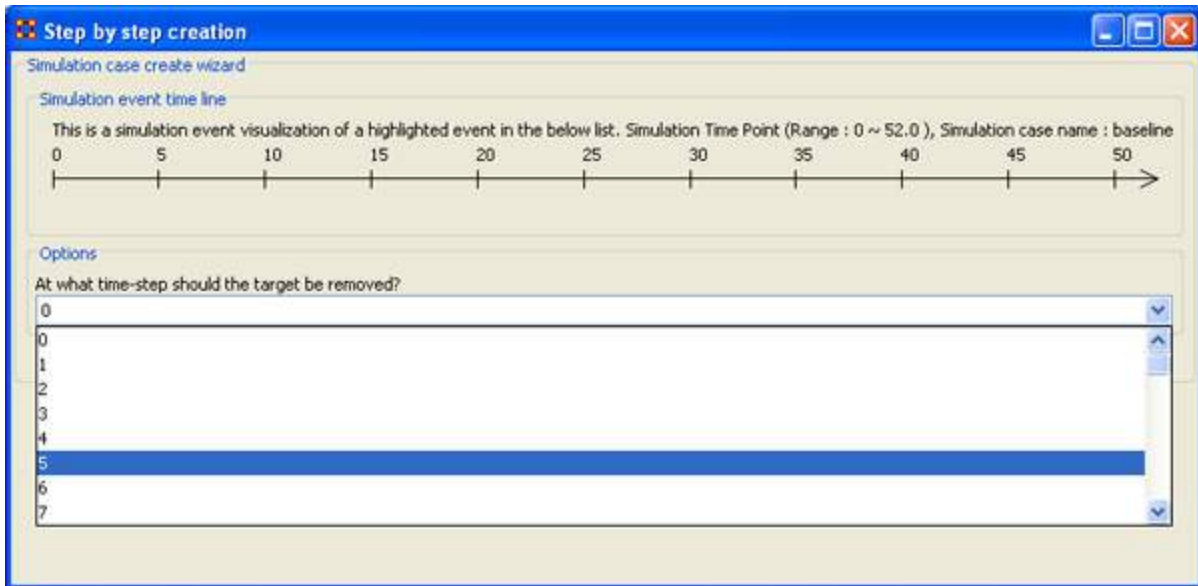 Step by step creation
Simulation case create wizard
Simulation event time line
This is a simulation event visualization of a highlighted event in the below list. Simulation Time Point (Range : 0 ~ 52.0 ), Simulation case name : baseline
0 5 10 15 20 25 30 35 40 45 50
Options
At what time-step should the target be removed?
0
0
1
2
3
4
5
6
7